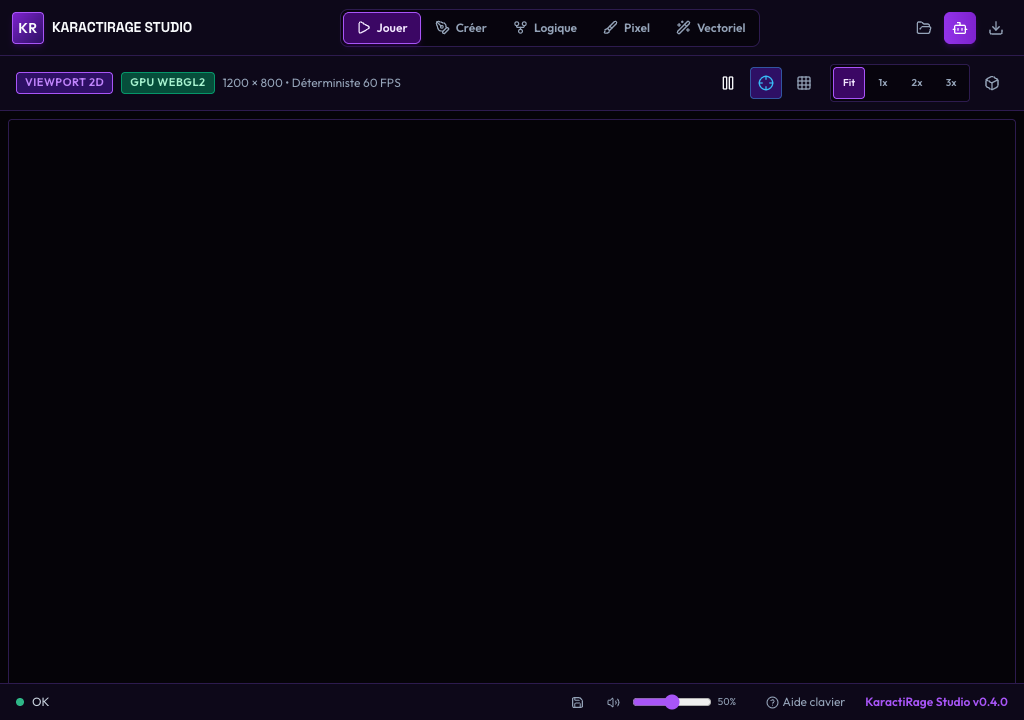 KR KARACTIRAGE STUDIO Jouer Créer Logique Pixel Vectoriel
VIEWPORT 2D GPU WEBGL2 1200 × 800 • Déterministe 60 FPS Fit 1x 2x 3x
OK 50% Aide clavier KaractiRage Studio v0.4.0